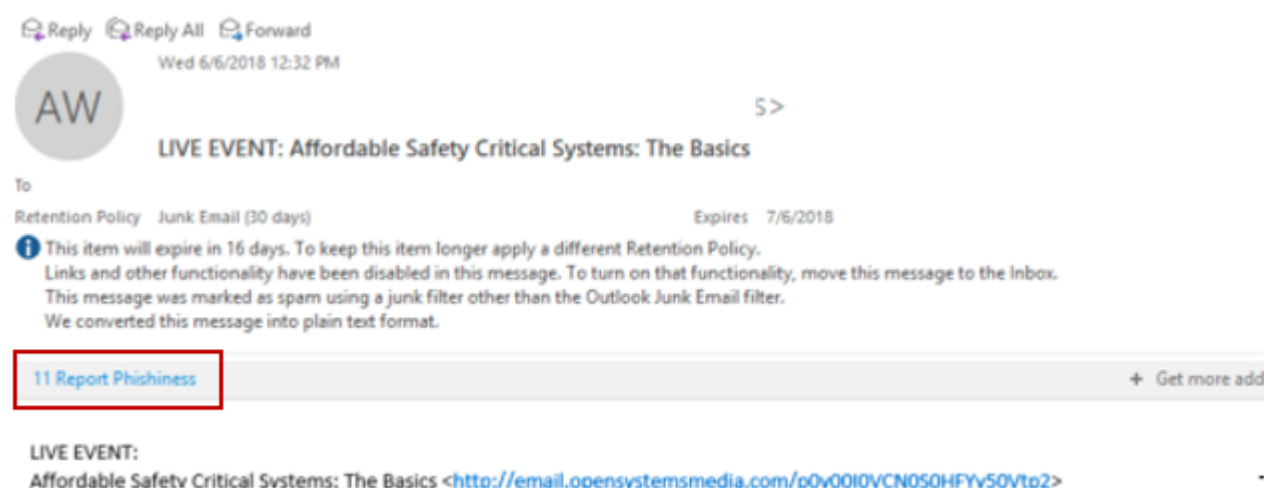 Reply Reply All Forward
Wed 6/6/2018 12:32 PM
AW
S>
LIVE EVENT: Affordable Safety Critical Systems: The Basics
To
Retention Policy Junk Email (30 days) Expires 7/6/2018
This item will expire in 16 days. To keep this item longer apply a different Retention Policy.
Links and other functionality have been disabled in this message. To turn on that functionality, move this message to the Inbox.
This message was marked as spam using a junk filter other than the Outlook Junk Email filter.
We converted this message into plain text format.
11 Report Phishiness + Get more add
LIVE EVENT:
Affordable Safety Critical Systems: The Basics <http://email.opensystemsmedia.com/p0y00I0VCN0S0HFYy50Vtp2>